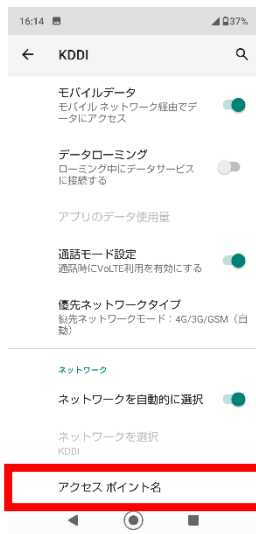 16:14 37%
KDDI
モバイルデータ
モバイル ネットワーク経由でデ
ータにアクセス
データローミング
ローミング中にデータサービス
に接続する
アプリのデータ使用量
通話モード設定
通話時にVoLTE利用を有効にする
優先ネットワークタイプ
優先ネットワークモード：4G/3G/GSM（自
動）
ネットワーク
ネットワークを自動的に選択
ネットワークを選択
KDDI
アクセス ポイント名